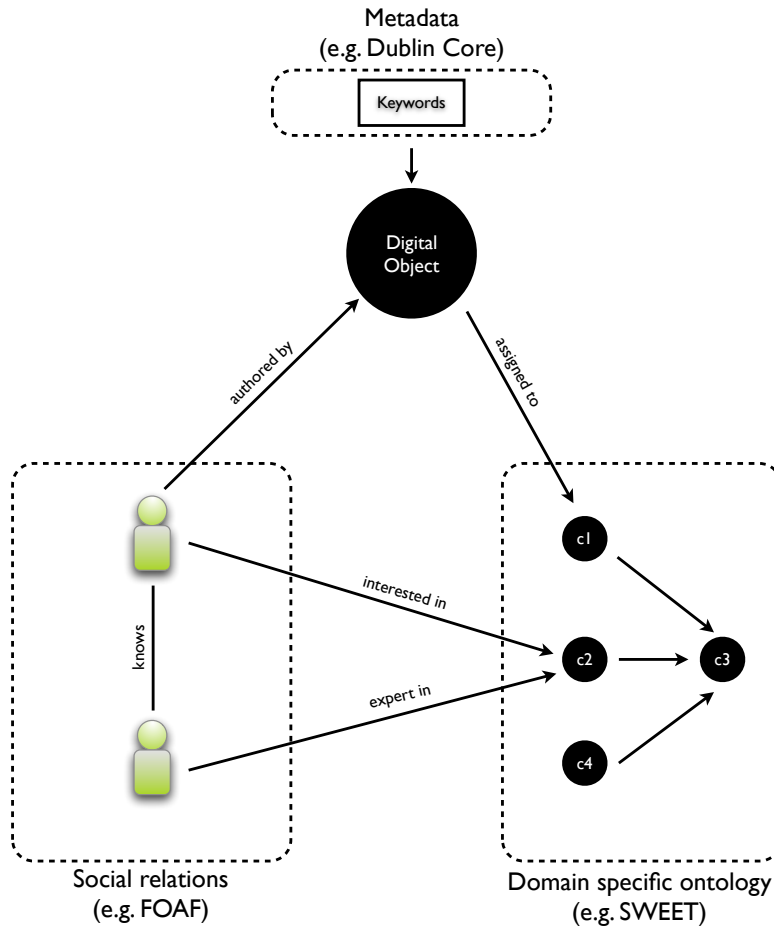 Metadata
(e.g. Dublin Core)
Keywords
Digital
Object
authored by
assigned to
c1
interested in
knows
c2
c3
expert in
c4
Social relations
(e.g. FOAF)
Domain specific ontology
(e.g. SWEET)